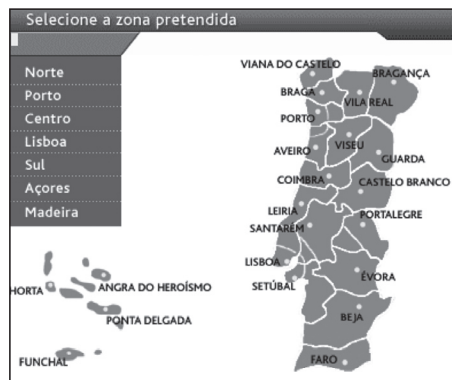 Selecione a zona pretendida
Norte
Porto
Centro
Lisboa
Sul
Açores
Madeira
VIANA DO CASTELO
BRAGANÇA
BRAGA
VILA REAL
PORTO
AVEIRO
VISEU
GUARDA
COIMBRA
CASTELO BRANCO
LEIRIA
PORTALEGRE
SANTARÉM
LISBOA
ÉVORA
SETÚBAL
BEJA
FARO
HORTA
ANGRA DO HEROÍSMO
PONTA DELGADA
FUNCHAL